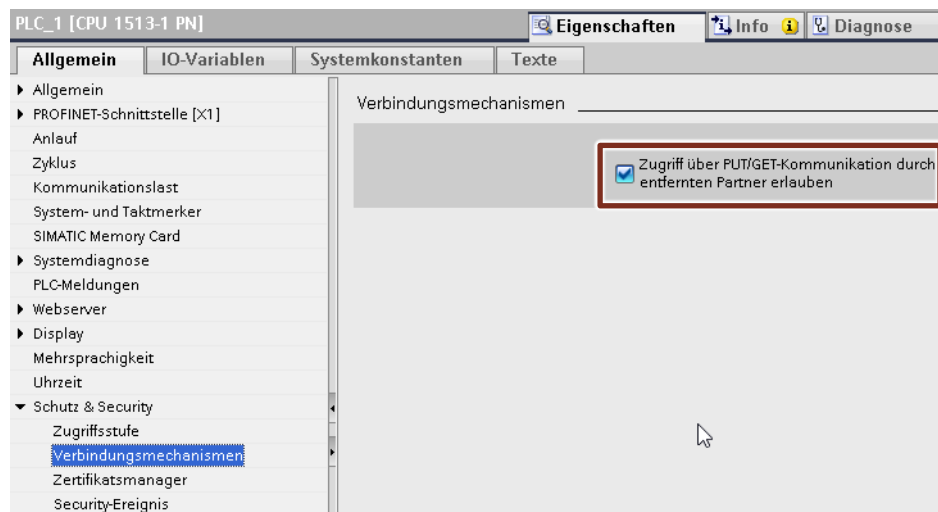 PLC_1 [CPU 1513-1 PN]
Eigenschaften
Info
Diagnose
Allgemein
IO-Variablen
Systemkonstanten
Texte
Allgemein
PROFINET-Schnittstelle [X1]
Anlauf
Zyklus
Kommunikationslast
System- und Taktmerker
SIMATIC Memory Card
Systemdiagnose
PLC-Meldungen
Webserver
Display
Mehrsprachigkeit
Uhrzeit
Schutz & Security
Zugriffsstufe
Verbindungsmechanismen
Zertifikatsmanager
Security-Ereignis
Verbindungsmechanismen
Zugriff über PUT/GET-Kommunikation durch
entfernten Partner erlauben